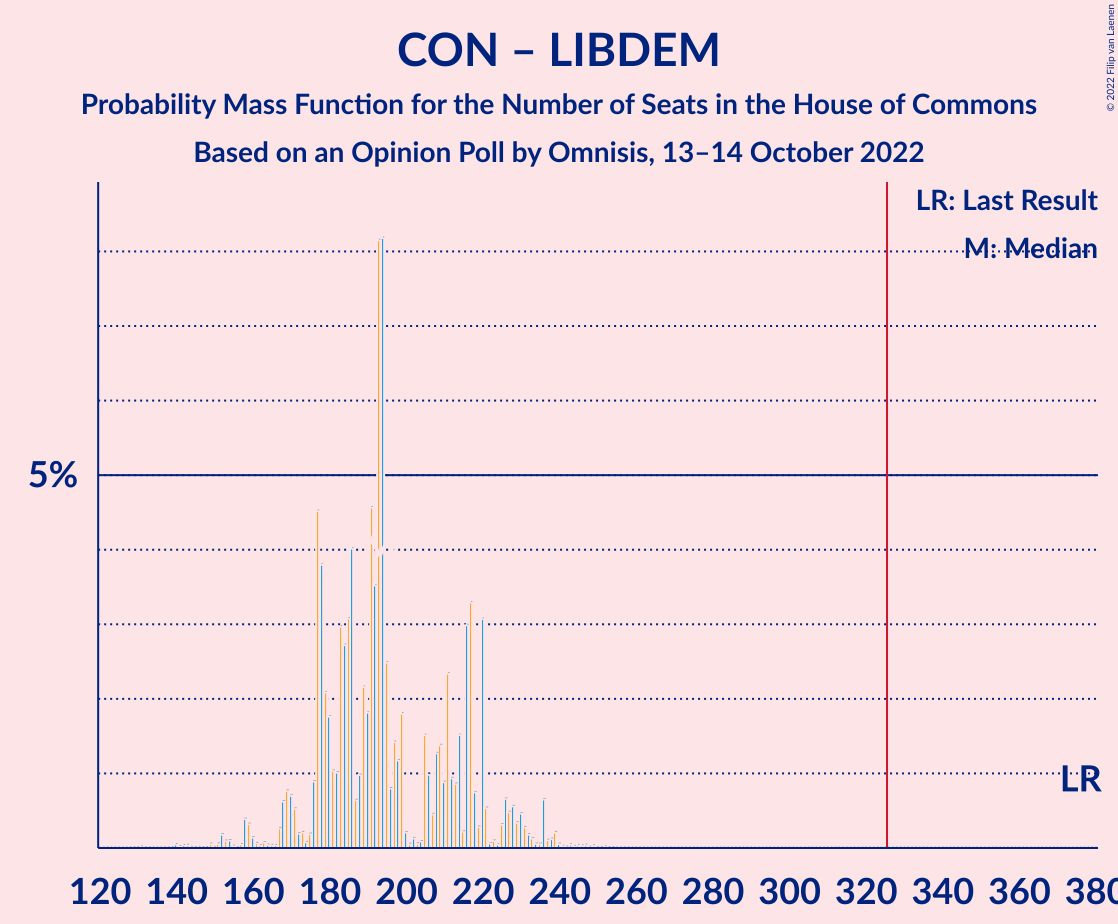 CON – LIBDEM
Probability Mass Function for the Number of Seats in the House of Commons
Based on an Opinion Poll by Omnisis, 13–14 October 2022
© 2022 Filip van Laenen
LR: Last Result
M: Median
5%
LR
120 140 160 180 200 220 240 260 280 300 320 340 360 380